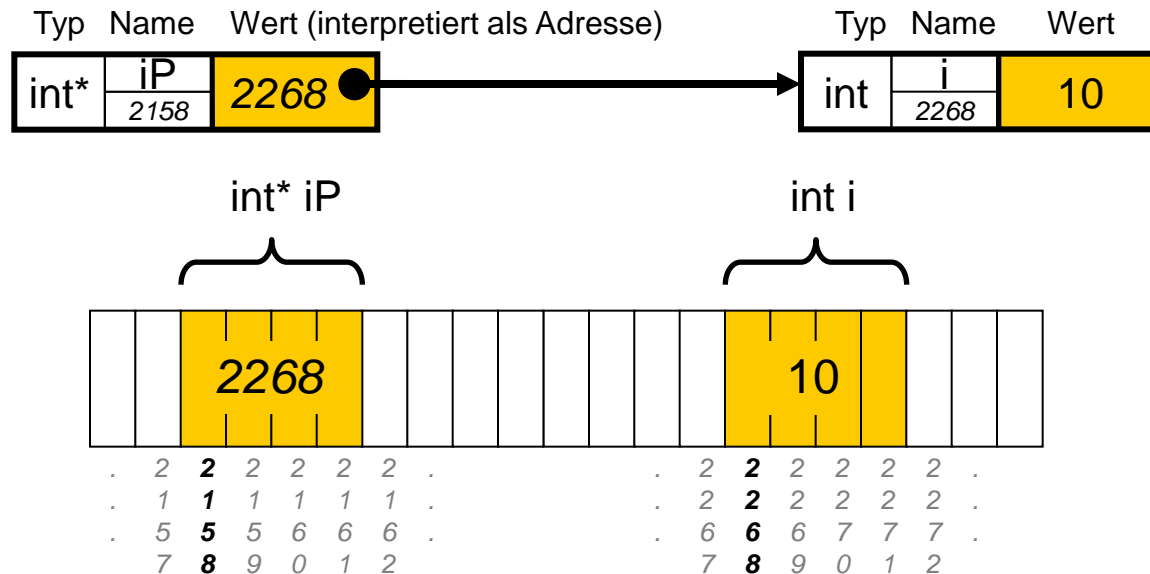 Typ Name Wert (interpretiert als Adresse) Typ Name Wert
int* iP 2268 int i 10
2158 2268
int* iP int i
2268 10
. 2 2 2 2 2 2 . . 2 2 2 2 2 2 .
. 1 1 1 1 1 1 . . 2 2 2 2 2 2 .
. 5 5 5 6 6 6 . . 6 6 6 7 7 7 .
7 8 9 0 1 2 7 8 9 0 1 2